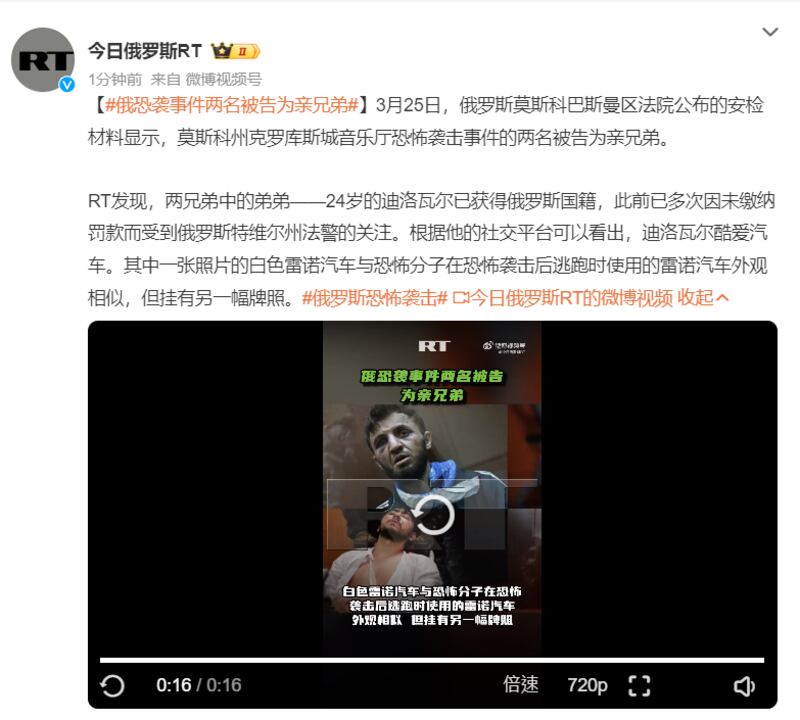 RT
今日俄罗斯RT II
1分钟前 来自 微博视频号
【#俄恐袭事件两名被告为亲兄弟#】3月25日，俄罗斯莫斯科巴斯曼区法院公布的安检
材料显示，莫斯科州克罗库斯城音乐厅恐怖袭击事件的两名被告为亲兄弟。
RT发现，两兄弟中的弟弟——24岁的迪洛瓦尔已获得俄罗斯国籍，此前已多次因未缴纳
罚款而受到俄罗斯特维尔州法警的关注。根据他的社交平台可以看出，迪洛瓦尔酷爱汽
车。其中一张照片的白色雷诺汽车与恐怖分子在恐怖袭击后逃跑时使用的雷诺汽车外观
相似，但挂有另一幅牌照。#俄罗斯恐怖袭击# 今日俄罗斯RT的微博视频 收起
RT
俄恐袭事件两名被告
为亲兄弟
RT
白色雷诺汽车与恐怖分子在恐怖
袭击后逃跑时使用的雷诺汽车
外观相似 但挂有另一幅牌照
0:16 / 0:16 倍速 720p